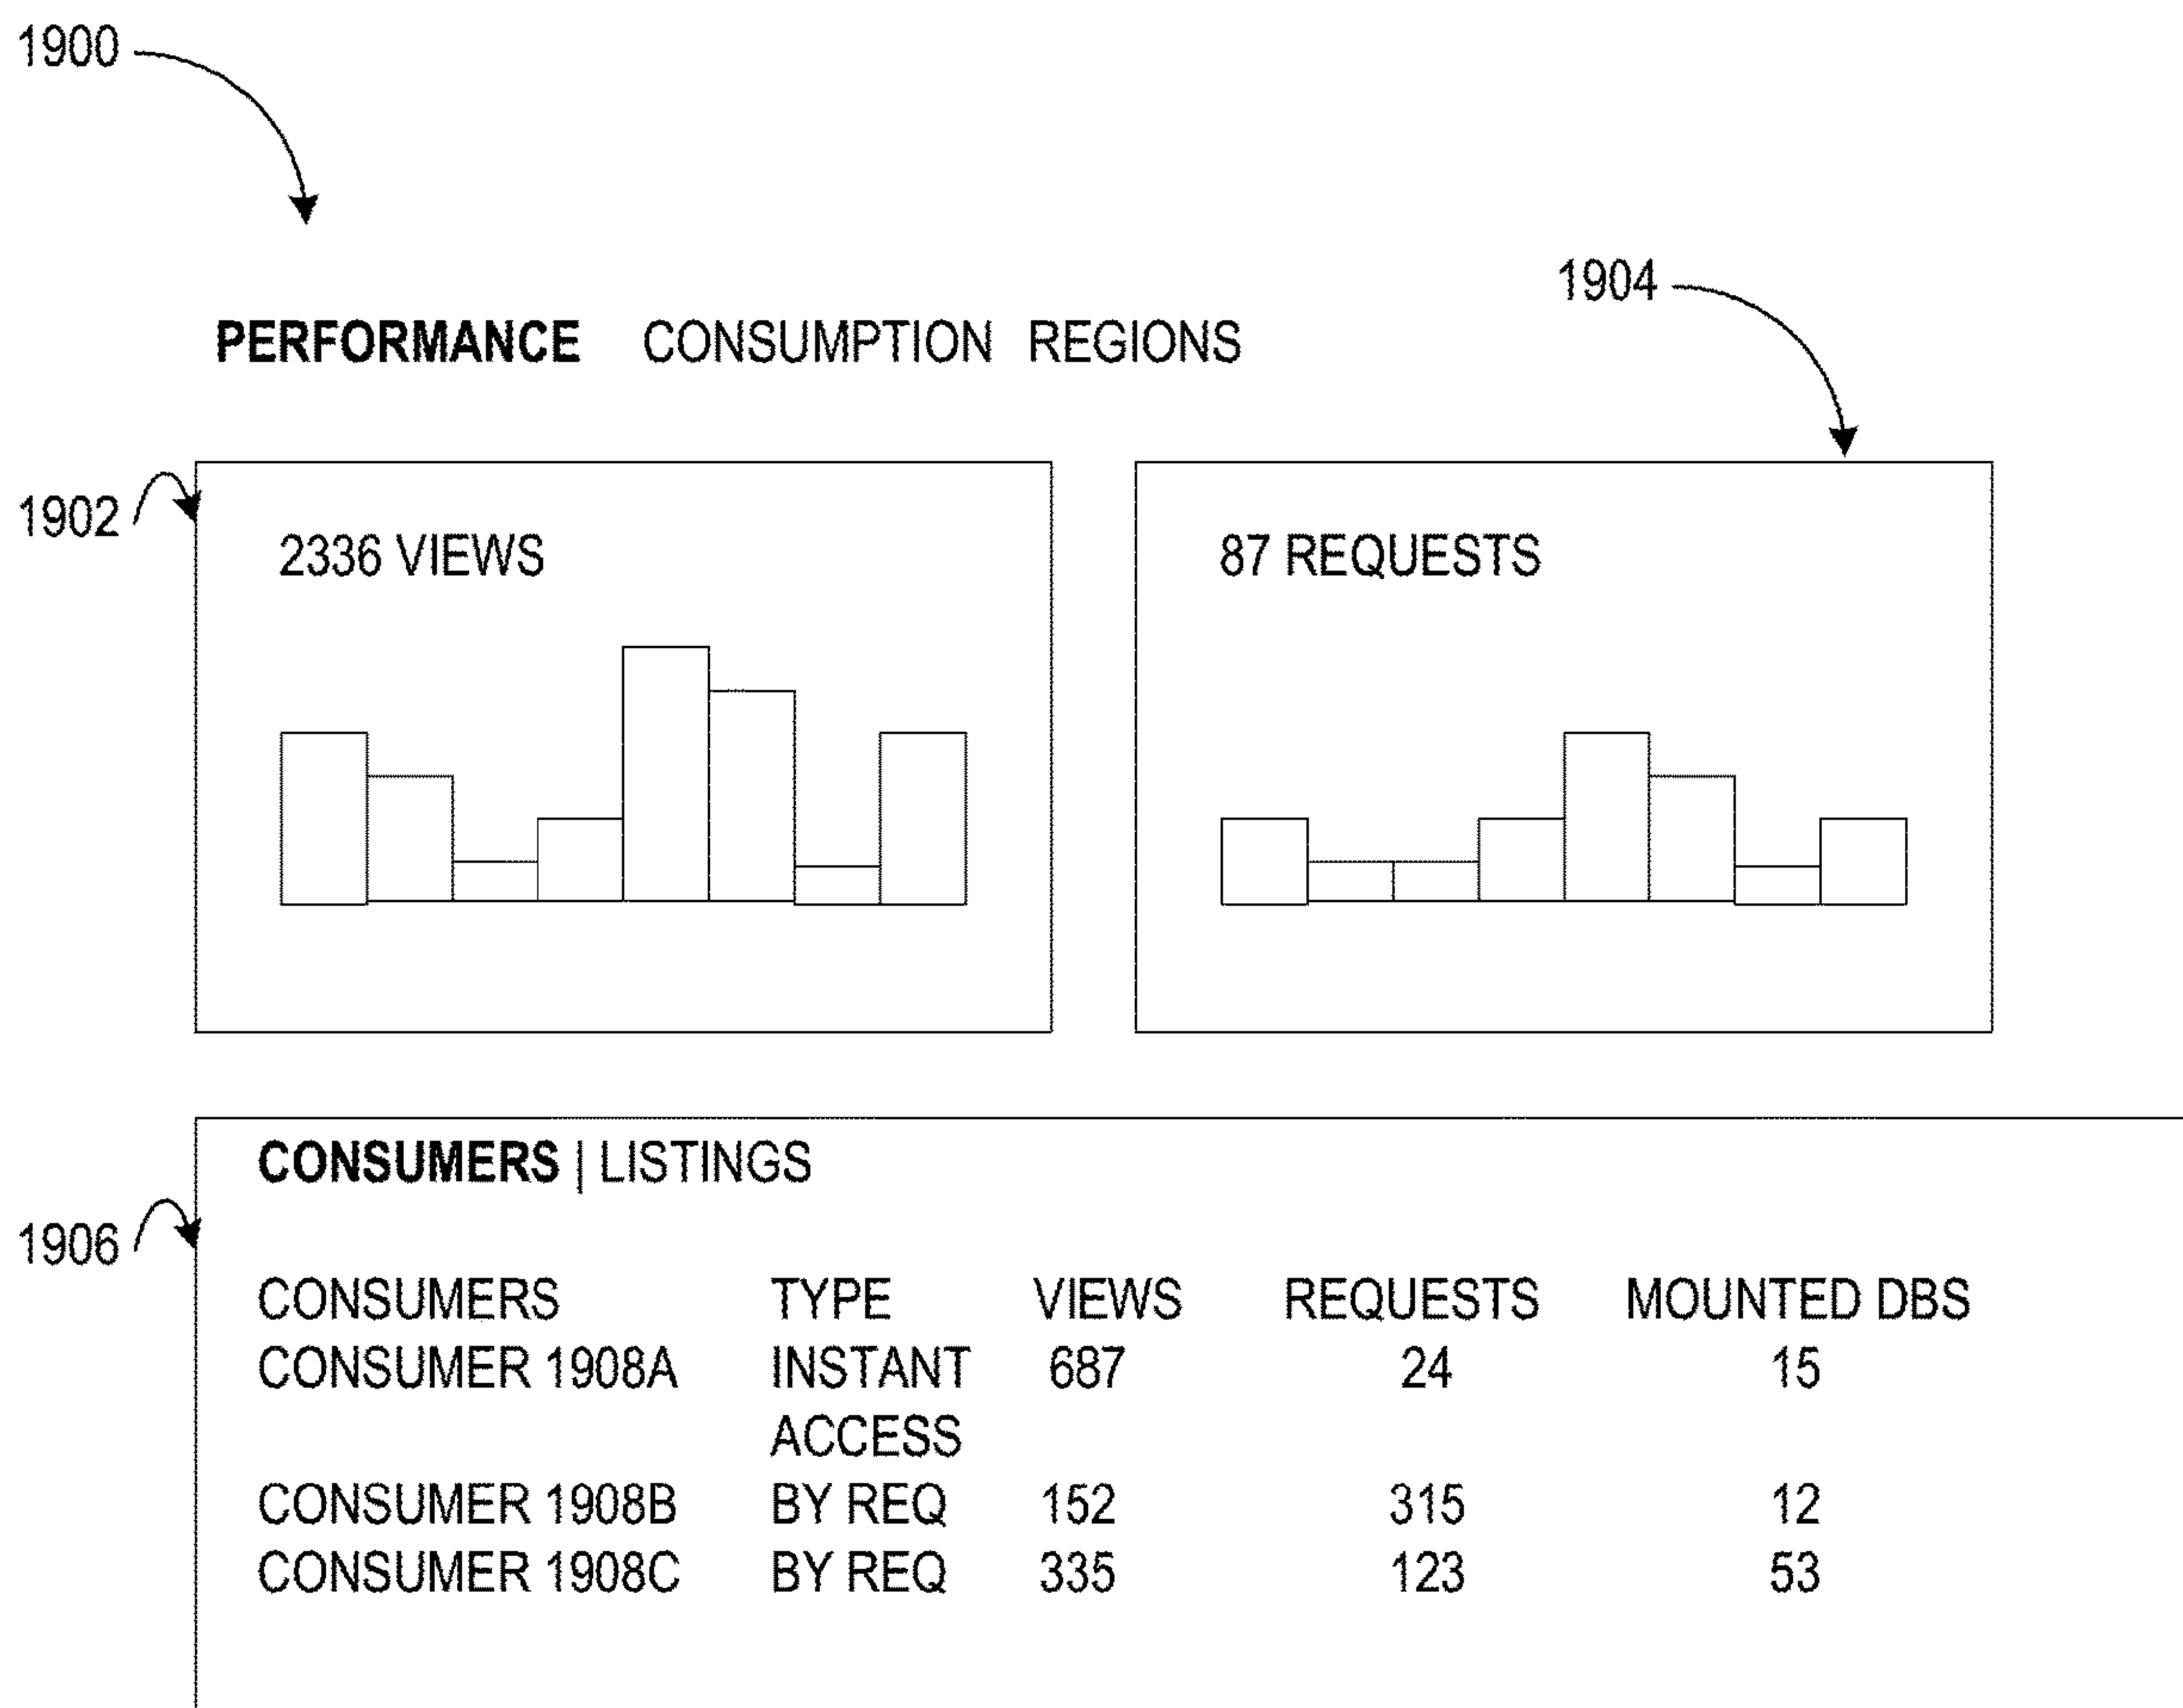 1900
1904
PERFORMANCE CONSUMPTION REGIONS
1902
2336 VIEWS
87 REQUESTS
CONSUMERS | LISTINGS
1906
CONSUMERS TYPE VIEWS REQUESTS MOUNTED DBS
CONSUMER 1908A INSTANT 687 24 15
ACCESS
CONSUMER 1908B BY REQ 152 315 12
CONSUMER 1908C BY REQ 335 123 53